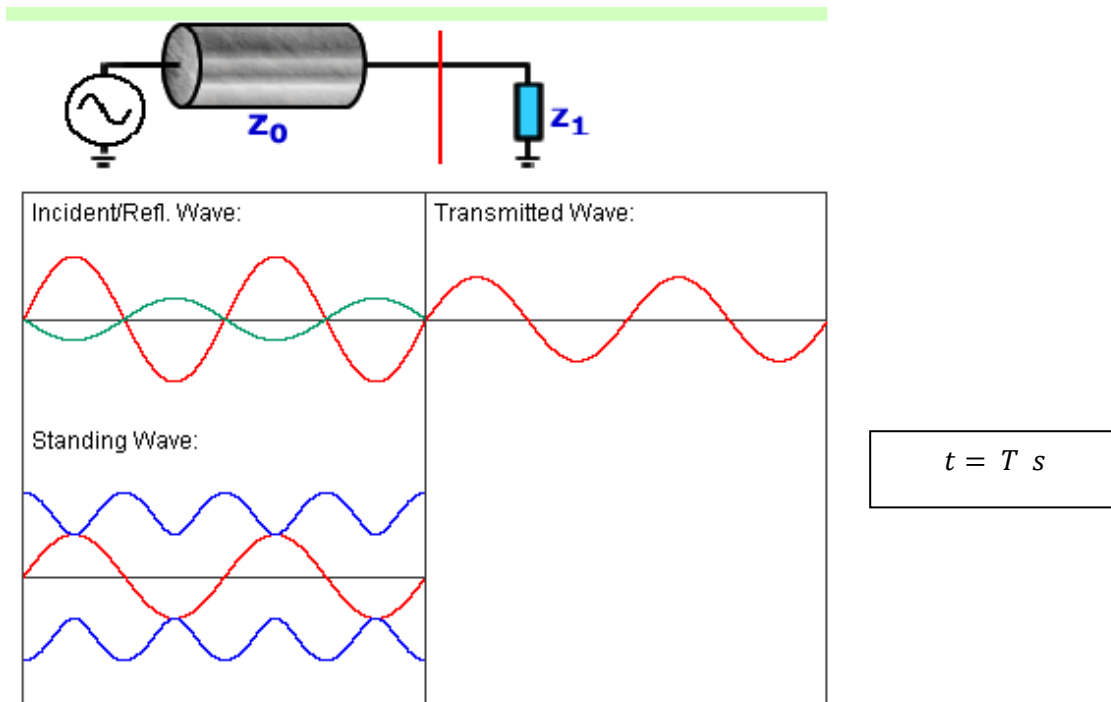 Z₀
Z₁
Incident/Refl. Wave:
Transmitted Wave:
Standing Wave:
t = T s